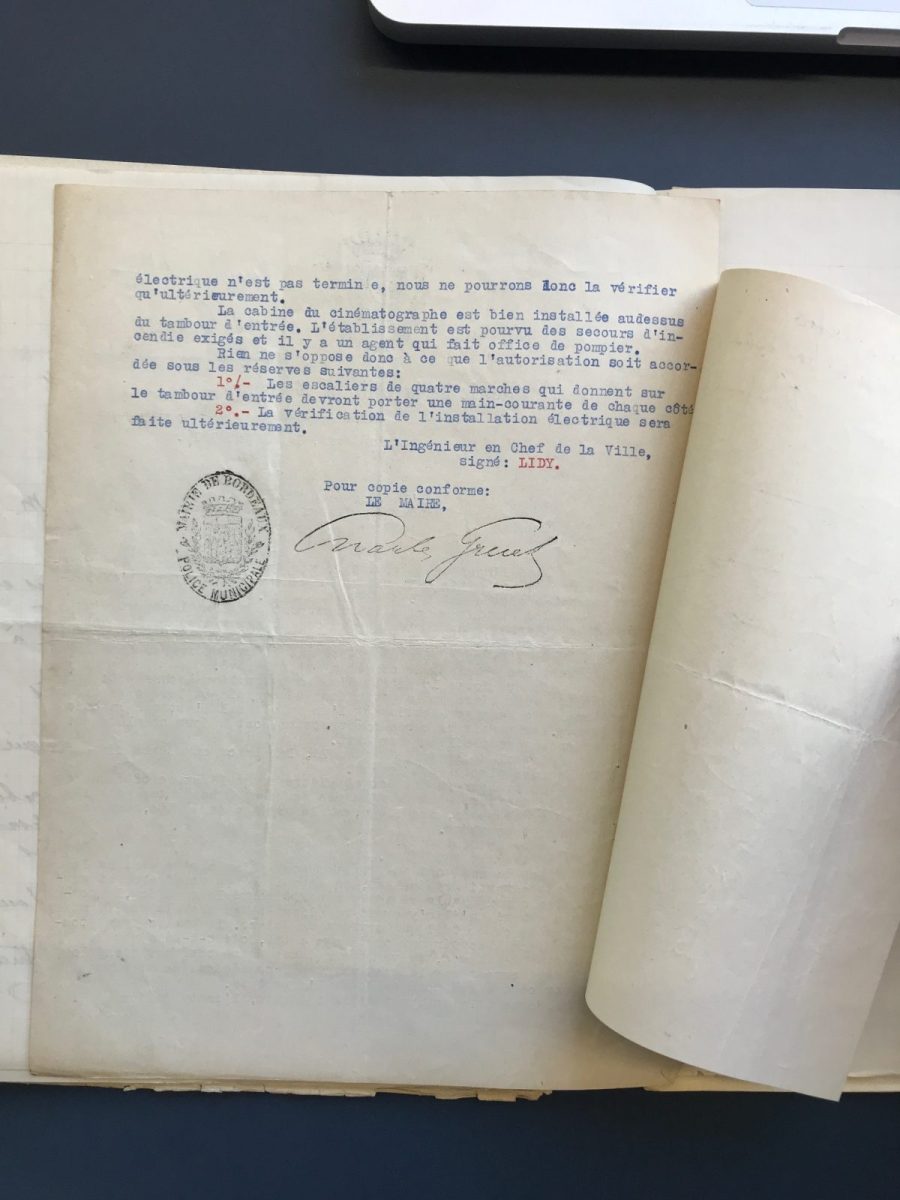 électrique n'est pas terminée, nous ne pourrons donc la vérifier
qu'ultérieurement.
La cabine du cinématographe est bien installée audessus
du tambour d'entrée. L'établissement est pourvu des secours d'in-
cendie exigés et il y a un agent qui fait office de pompier.
Rien ne s'oppose donc à ce que l'autorisation soit accor-
dée sous les réserves suivantes:
1°/- Les escaliers de quatre marches qui donnent sur
le tambour d'entrée devront porter une main-courante de chaque côté
2°.- La vérification de l'installation électrique sera
faite ultérieurement.
L'Ingénieur en Chef de la Ville,
signé: LIDY.
Pour copie conforme:
LE MAIRE,
Charles Gruet
MAIRIE DE BORDEAUX
POLICE MUNICIPALE